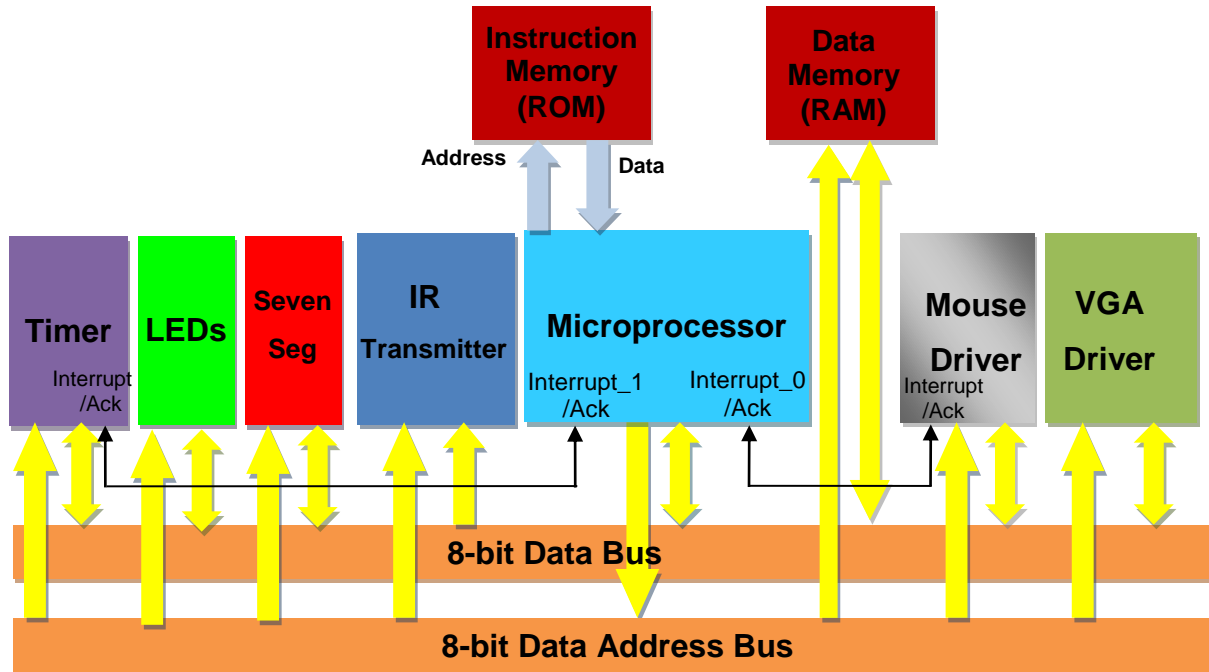 Instruction
Memory
(ROM)
Data
Memory
(RAM)
Address
Data
Timer
Interrupt
/Ack
LEDs
Seven
Seg
IR
Transmitter
Microprocessor
Interrupt_1
/Ack
Interrupt_0
/Ack
Mouse
Driver
Interrupt
/Ack
VGA
Driver
8-bit Data Bus
8-bit Data Address Bus